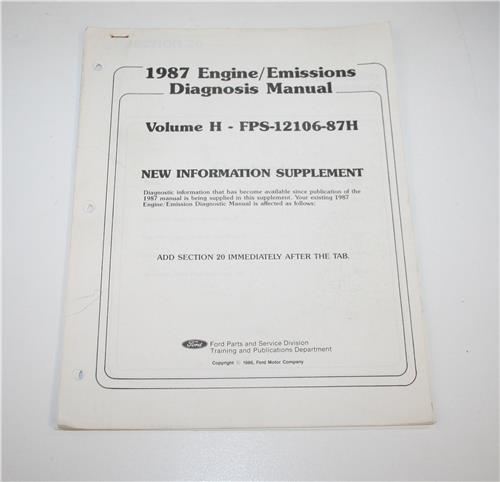 1987 Engine/Emissions
Diagnosis Manual
Volume H - FPS-12106-87H
NEW INFORMATION SUPPLEMENT
Diagnostic information that has become available since publication of the
1987 manual is being supplied in this supplement. Your existing 1987
Engine/Emission Diagnostic Manual is affected as follows:
ADD SECTION 20 IMMEDIATELY AFTER THE TAB.
Ford
Ford Parts and Service Division
Training and Publications Department
Copyright © 1986, Ford Motor Company